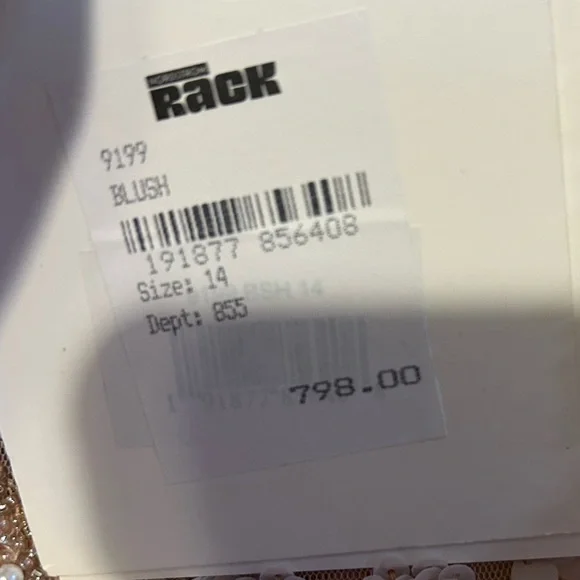 NORDSTROM
RACK
9199
BLUSH
191877 856408
Size: 14
Dept: 855
798.00